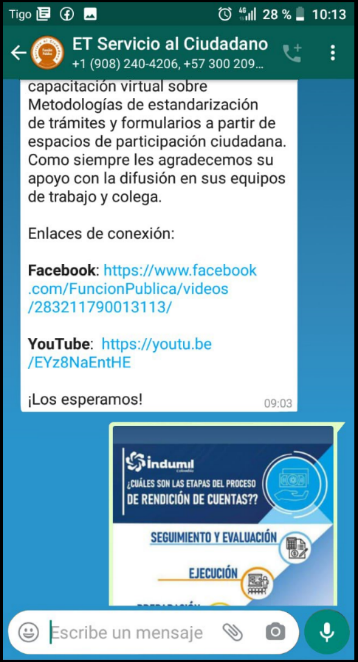 Tigo 28 % 10:13
ET Servicio al Ciudadano
+1 (908) 240-4206, +57 300 209...
capacitación virtual sobre
Metodologías de estandarización
de trámites y formularios a partir de
espacios de participación ciudadana.
Como siempre les agradecemos su
apoyo con la difusión en sus equipos
de trabajo y colega.
Enlaces de conexión:
Facebook: https://www.facebook
.com/FuncionPublica/videos
/283211790013113/
YouTube: https://youtu.be
/EYz8NaEntHE
¡Los esperamos!
09:03
Indumil
¿CUÁLES SON LAS ETAPAS DEL PROCESO
DE RENDICIÓN DE CUENTAS??
SEGUIMIENTO Y EVALUACIÓN
EJECUCIÓN
Escribe un mensaje